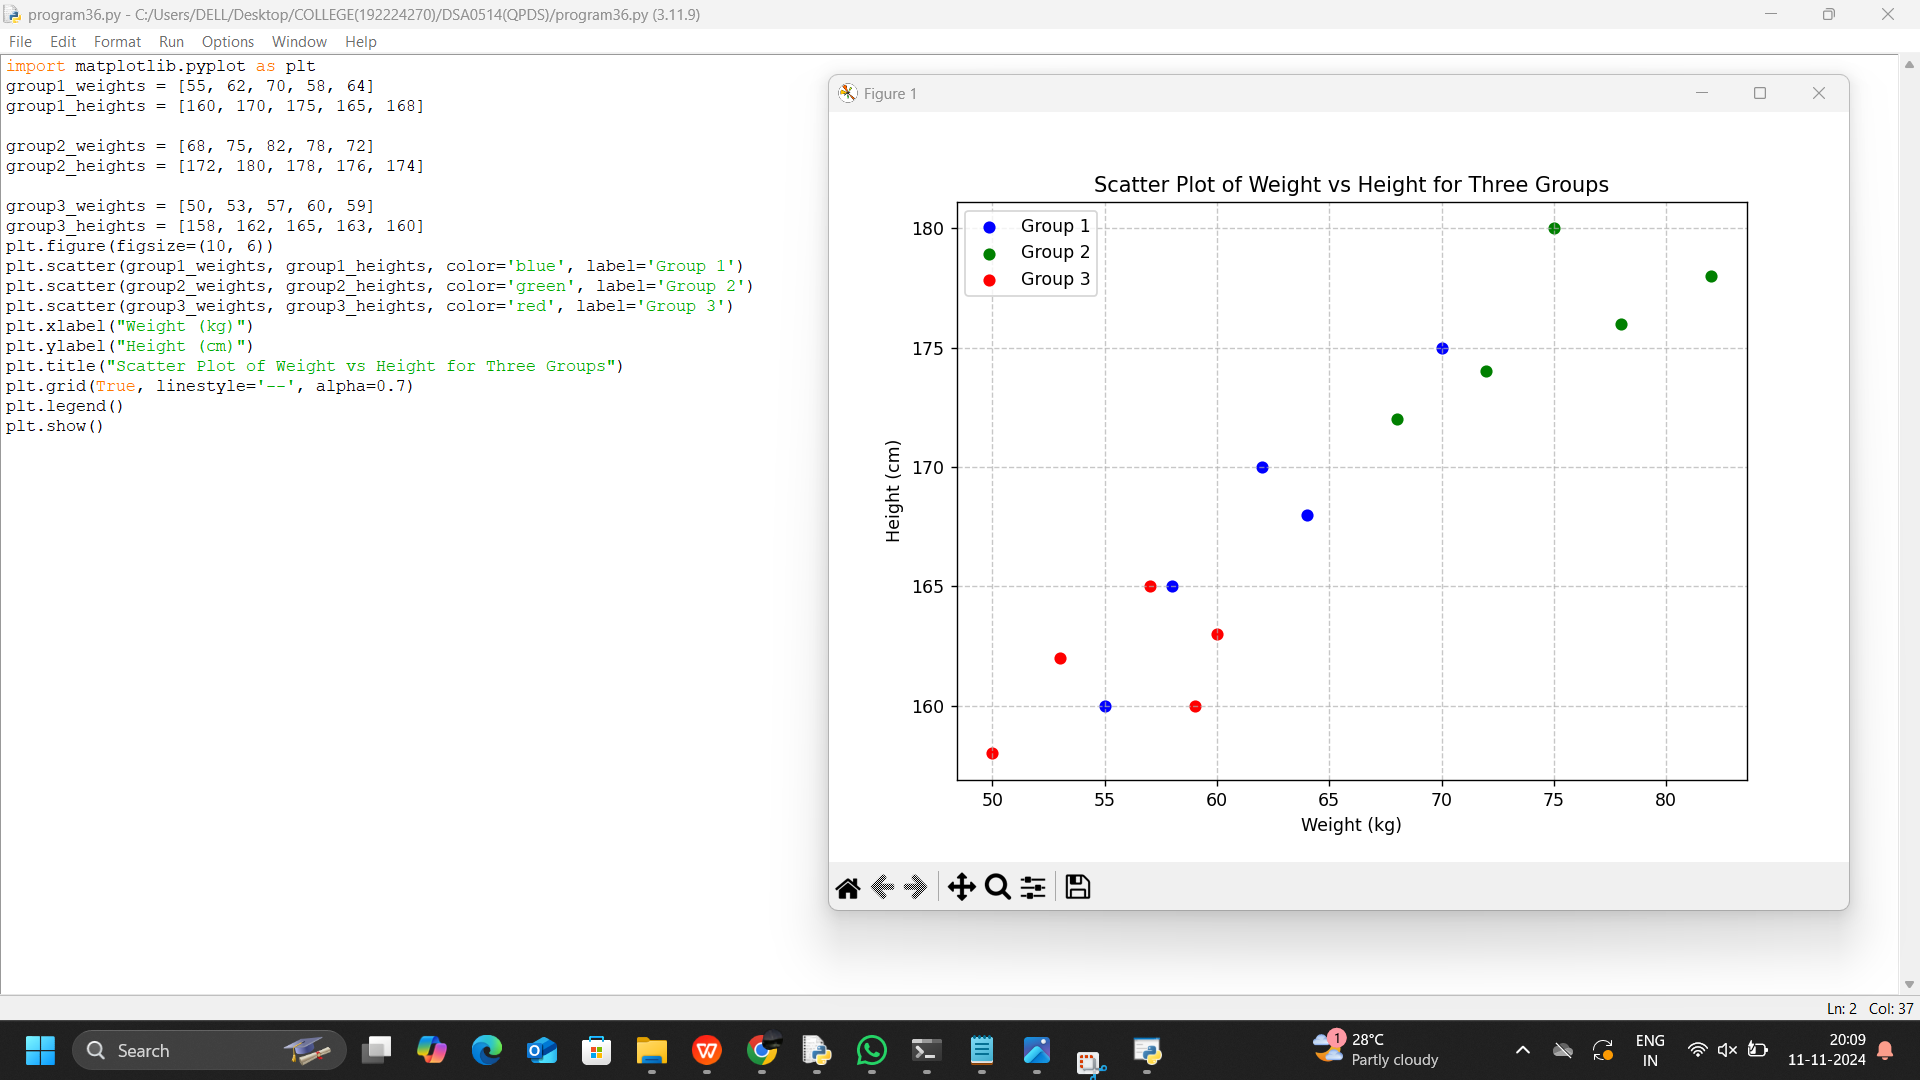 program36.py - C:/Users/DELL/Desktop/COLLEGE(192224270)/DSA0514(QPDS)/program36.py (3.11.9)
File Edit Format Run Options Window Help
import matplotlib.pyplot as plt
group1_weights = [55, 62, 70, 58, 64]
group1_heights = [160, 170, 175, 165, 168]
group2_weights = [68, 75, 82, 78, 72]
group2_heights = [172, 180, 178, 176, 174]
group3_weights = [50, 53, 57, 60, 59]
group3_heights = [158, 162, 165, 163, 160]
plt.figure(figsize=(10, 6))
plt.scatter(group1_weights, group1_heights, color='blue', label='Group 1')
plt.scatter(group2_weights, group2_heights, color='green', label='Group 2')
plt.scatter(group3_weights, group3_heights, color='red', label='Group 3')
plt.xlabel("Weight (kg)")
plt.ylabel("Height (cm)")
plt.title("Scatter Plot of Weight vs Height for Three Groups")
plt.grid(True, linestyle='--', alpha=0.7)
plt.legend()
plt.show()
Figure 1
Scatter Plot of Weight vs Height for Three Groups
Group 1
Group 2
Group 3
180
175
170
165
160
Height (cm)
50 55 60 65 70 75 80
Weight (kg)
Ln: 2 Col: 37
Search
1
28°C
Partly cloudy
ENG
IN
20:09
11-11-2024